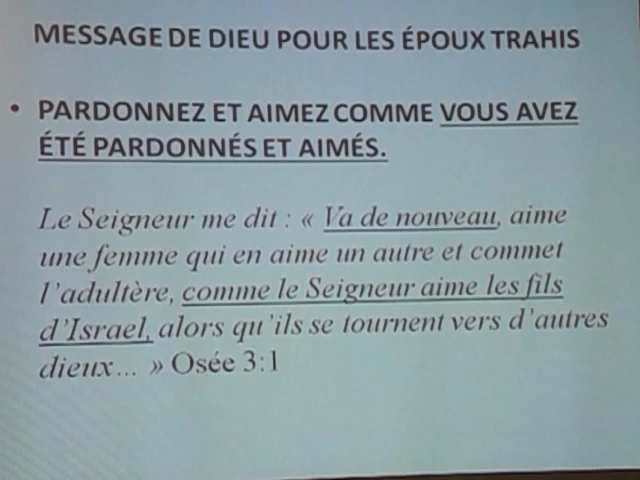 MESSAGE DE DIEU POUR LES ÉPOUX TRAHIS
• PARDONNEZ ET AIMEZ COMME VOUS AVEZ
ÉTÉ PARDONNÉS ET AIMÉS.
Le Seigneur me dit : « Va de nouveau, aime
une femme qui en aime un autre et commet
l'adultère, comme le Seigneur aime les fils
d'Israel, alors qu'ils se tournent vers d'autres
dieux... » Osée 3:1